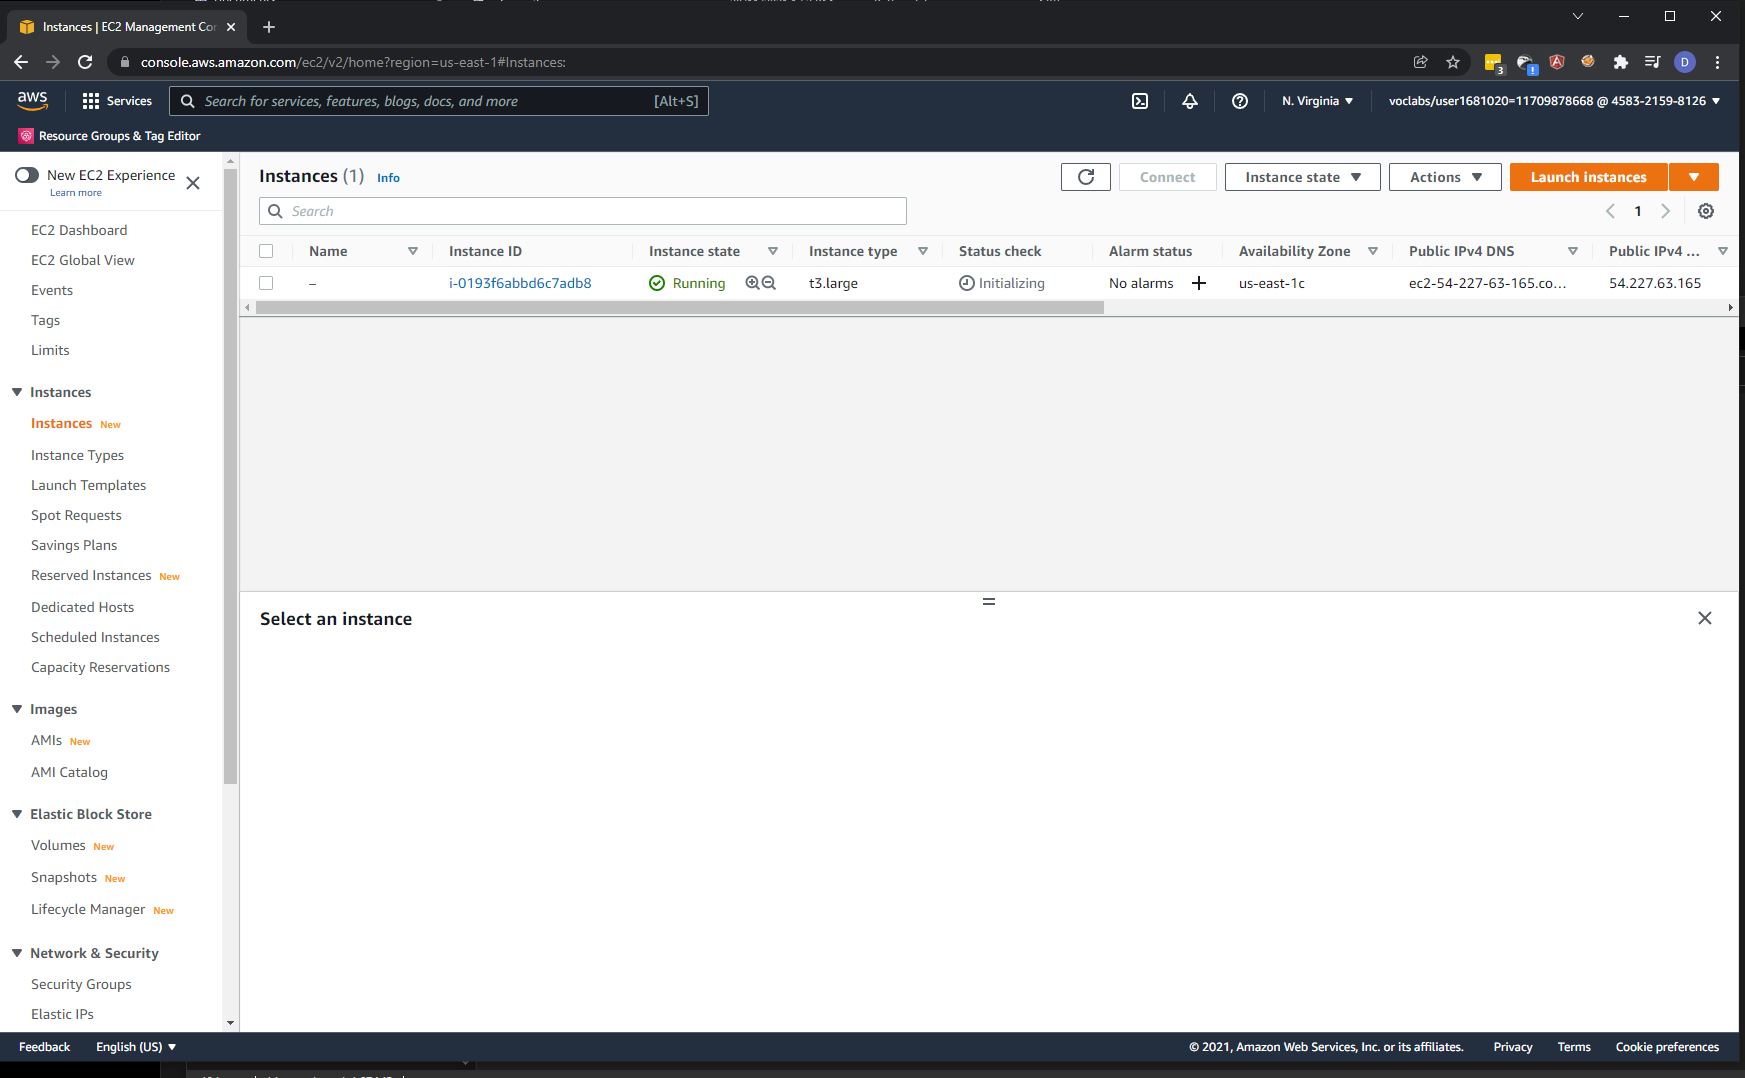 Instances | EC2 Management Con
console.aws.amazon.com/ec2/v2/home?region=us-east-1#Instances:
3
!
D
aws
Services
Search for services, features, blogs, docs, and more
[Alt+S]
N. Virginia
voclabs/user1681020=11709878668 @ 4583-2159-8126
Resource Groups & Tag Editor
New EC2 Experience
Learn more
EC2 Dashboard
EC2 Global View
Events
Tags
Limits
Instances
Instances New
Instance Types
Launch Templates
Spot Requests
Savings Plans
Reserved Instances New
Dedicated Hosts
Scheduled Instances
Capacity Reservations
Images
AMIs New
AMI Catalog
Elastic Block Store
Volumes New
Snapshots New
Lifecycle Manager New
Network & Security
Security Groups
Elastic IPs
Instances (1) Info
Connect
Instance state
Actions
Launch instances
Search
1
Name Instance ID Instance state Instance type Status check Alarm status Availability Zone Public IPv4 DNS Public IPv4 ...
– i-0193f6abbd6c7adb8 Running t3.large Initializing No alarms + us-east-1c ec2-54-227-63-165.co... 54.227.63.165
Select an instance
Feedback English (US)
© 2021, Amazon Web Services, Inc. or its affiliates. Privacy Terms Cookie preferences